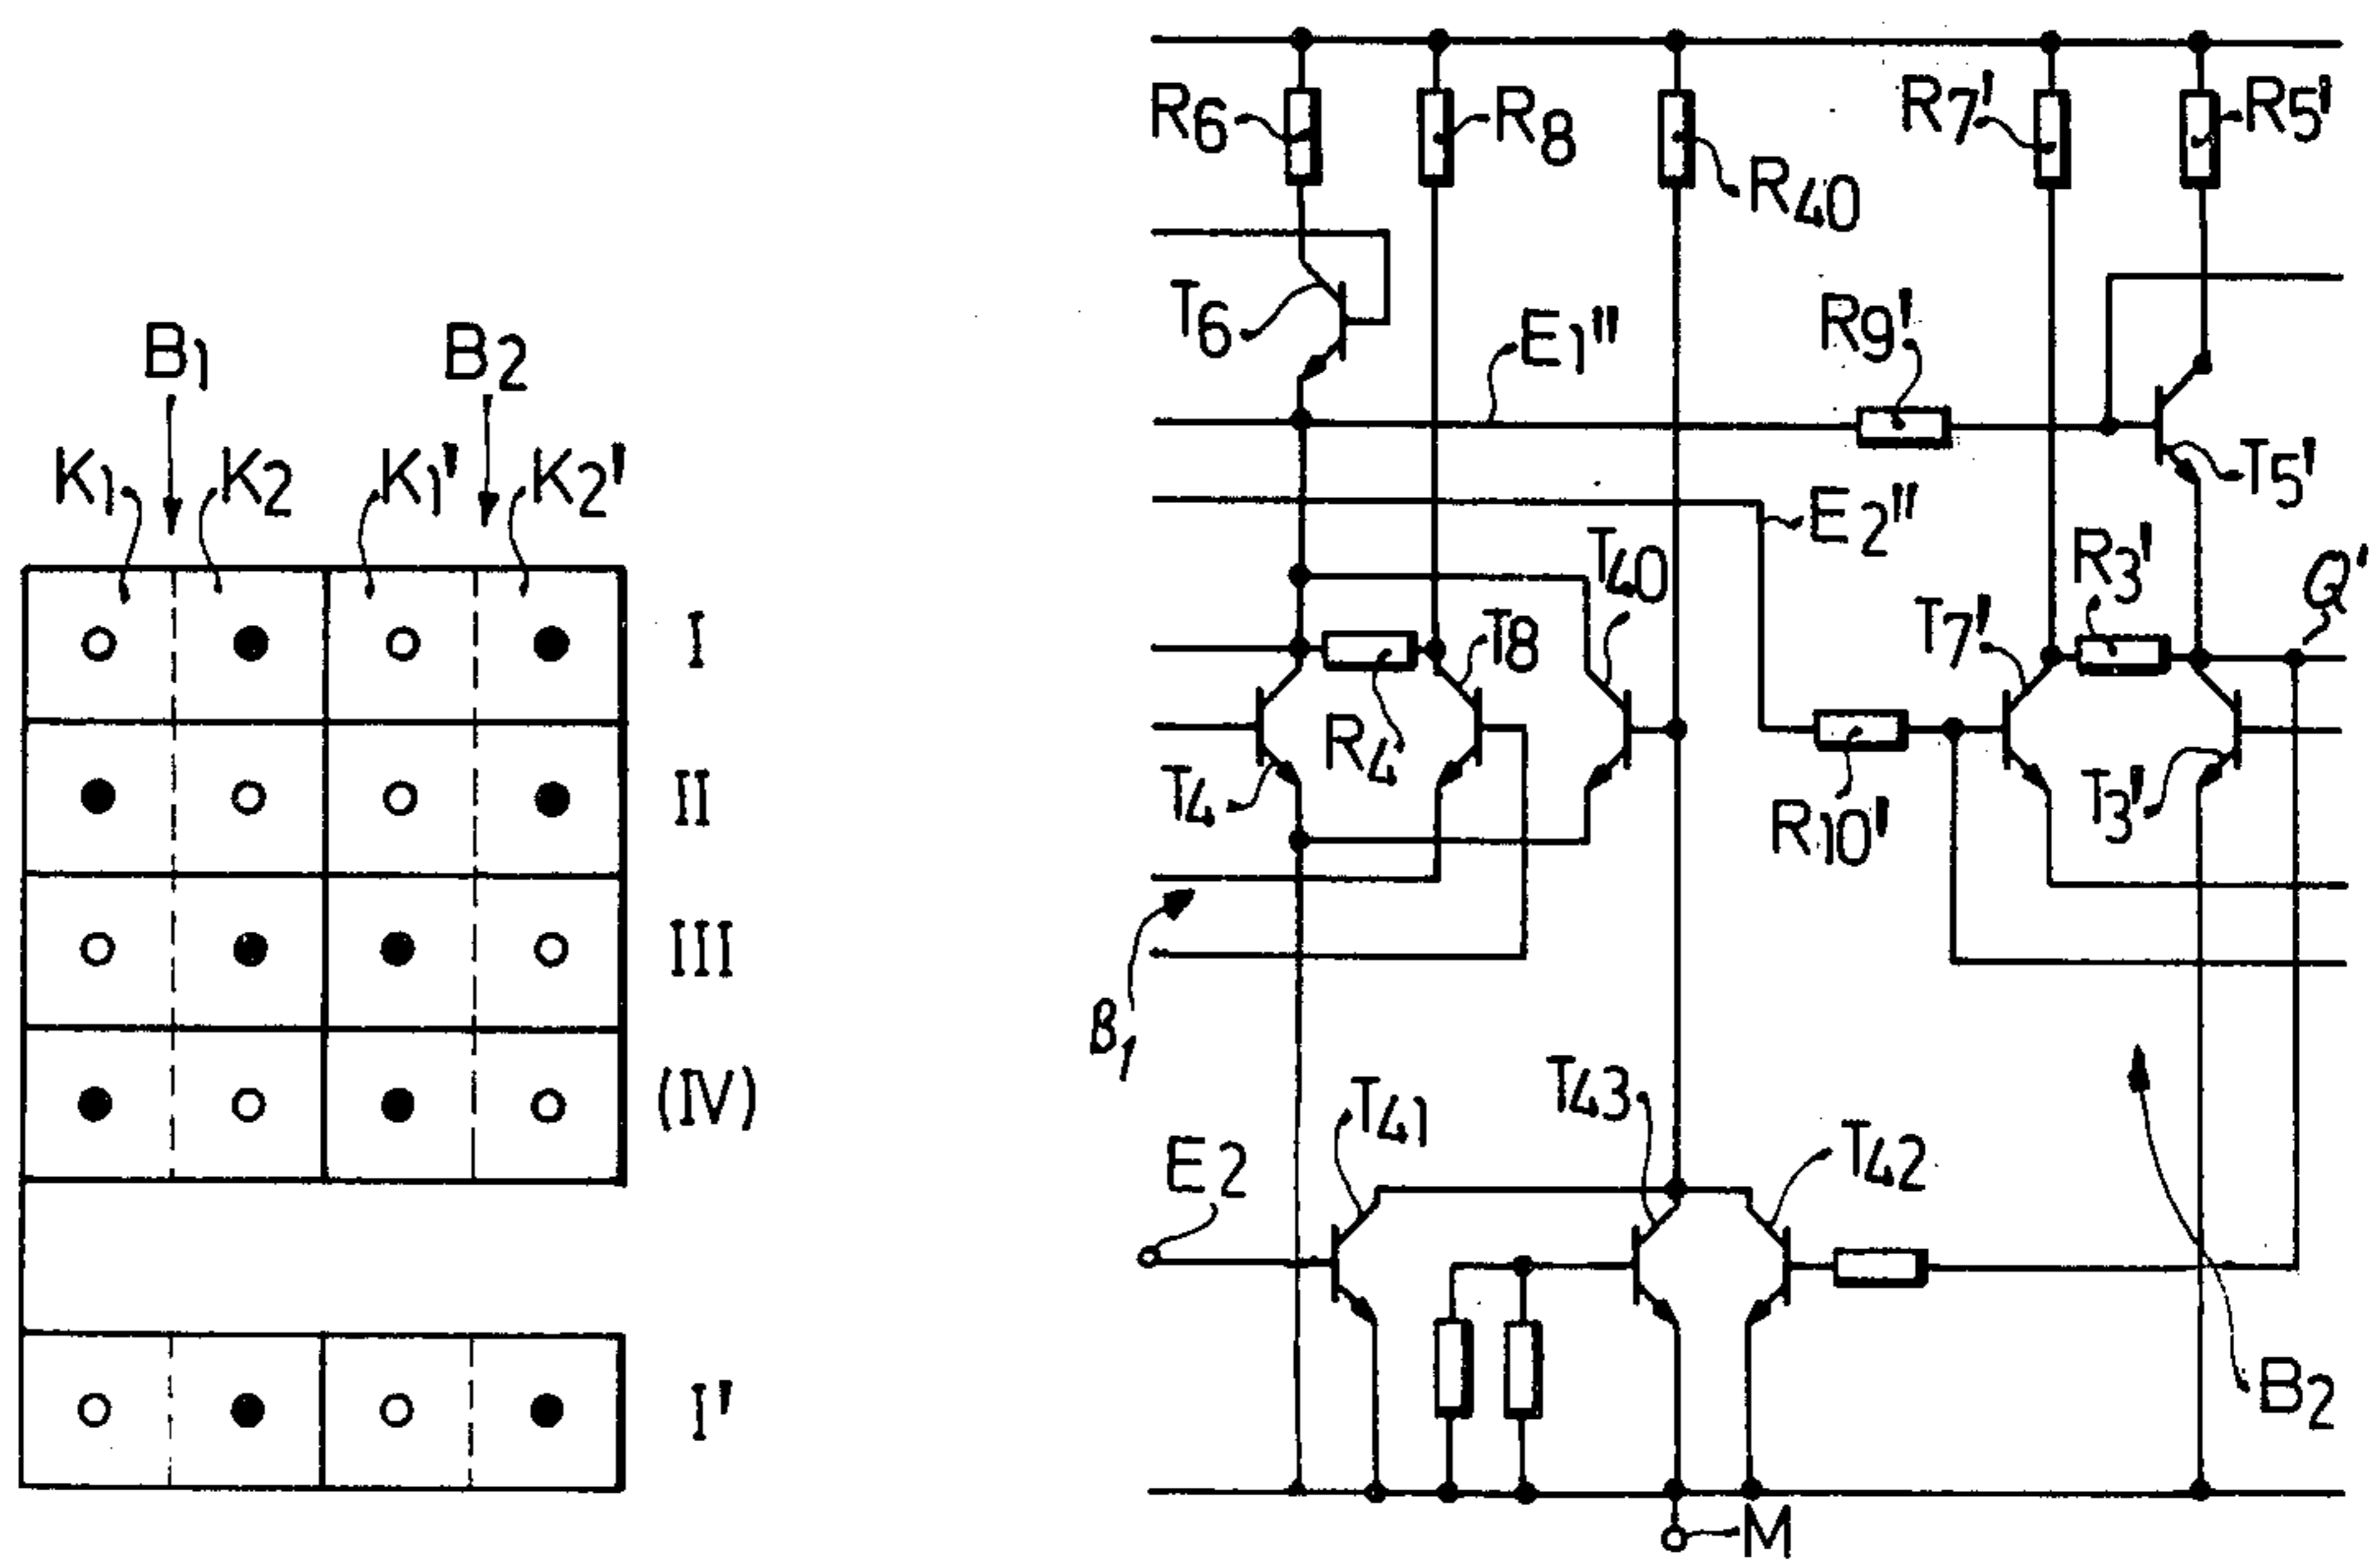 B1 B2
K1 K2 K1' K2'
I
II
III
(IV)
I'
R6
R8
R40
R7'
R5'
T6
E1"
R9'
T5'
E2"
T40
R3'
Q'
T8
T7'
R4
T4
R10'
T3'
B1
T41
T43
T42
E2
B2
M